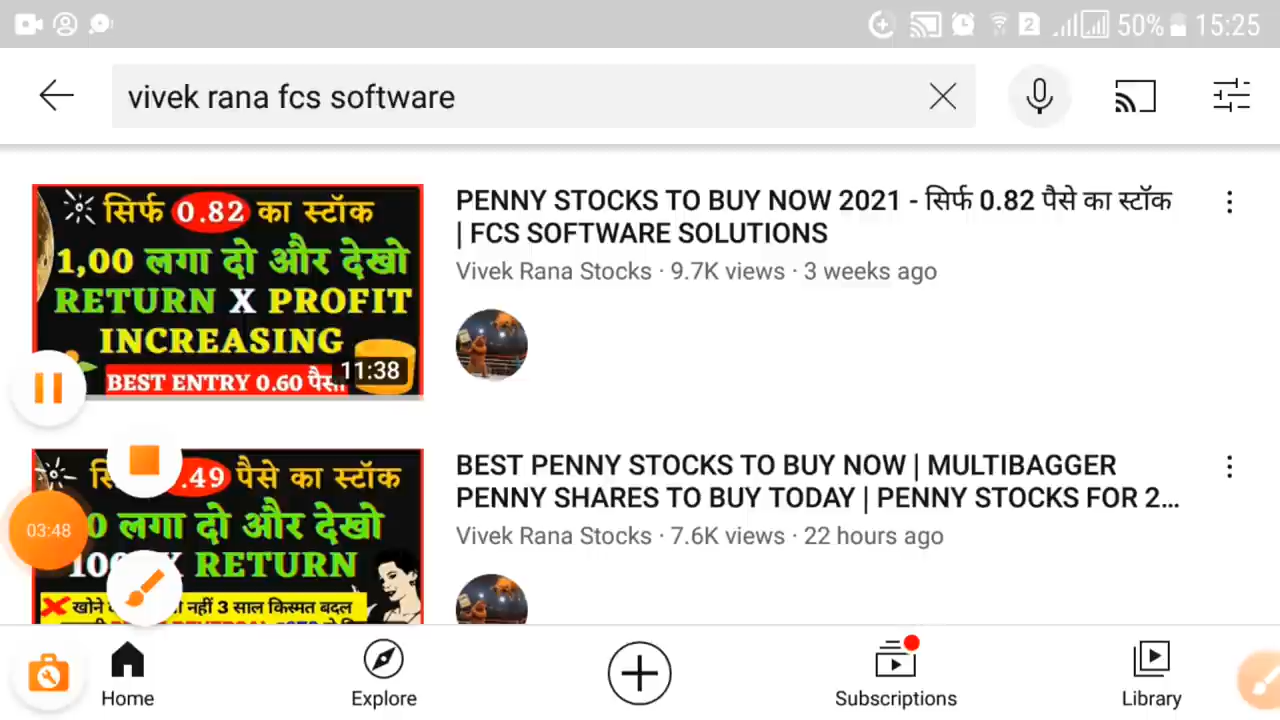 50% 15:25
vivek rana fcs software
सिर्फ 0.82 का स्टॉक
1,00 लगा दो और देखो
RETURN X PROFIT
INCREASING
11:38
BEST ENTRY 0.60
PENNY STOCKS TO BUY NOW 2021 - सिर्फ 0.82 पैसे का स्टॉक
| FCS SOFTWARE SOLUTIONS
Vivek Rana Stocks · 9.7K views · 3 weeks ago
.49 पैसे का स्टॉक
लगा दो और देखो
RETURN
नहीं 3 साल किस्मत बदल
BEST PENNY STOCKS TO BUY NOW | MULTIBAGGER
PENNY SHARES TO BUY TODAY | PENNY STOCKS FOR 2...
Vivek Rana Stocks · 7.6K views · 22 hours ago
03:48
Home
Explore
Subscriptions
Library